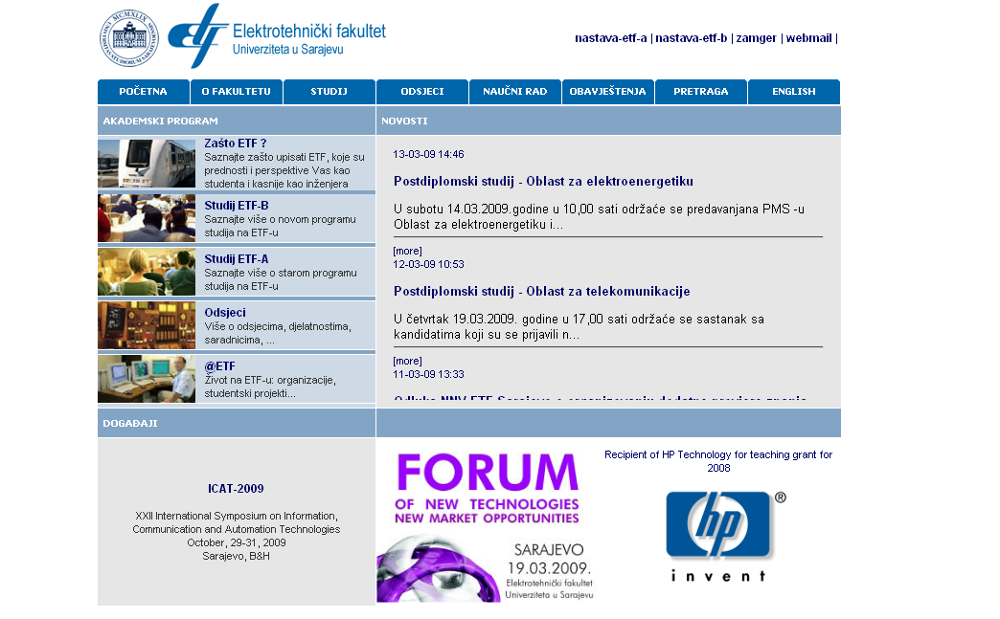 Elektrotehnički fakultet
Univerziteta u Sarajevu
nastava-etf-a | nastava-etf-b | zamger | webmail |
POČETNA O FAKULTETU STUDIJ ODSJECI NAUČNI RAD OBAVJEŠTENJA PRETRAGA ENGLISH
AKADEMSKI PROGRAM
Zašto ETF ?
Saznajte zašto upisati ETF, koje su
prednosti i perspektive Vas kao
studenta i kasnije kao inženjera
Studij ETF-B
Saznajte više o novom programu
studija na ETF-u
Studij ETF-A
Saznajte više o starom programu
studija na ETF-u
Odsjeci
Više o odsjecima, djelatnostima,
saradnicima, ...
@ETF
Život na ETF-u: organizacije,
studentski projekti...
NOVOSTI
13-03-09 14:46
Postdiplomski studij - Oblast za elektroenergetiku
U subotu 14.03.2009.godine u 10,00 sati održaće se predavanjana PMS -u
Oblast za elektroenergetiku i...
[more]
12-03-09 10:53
Postdiplomski studij - Oblast za telekomunikacije
U četvrtak 19.03.2009. godine u 17,00 sati održaće se sastanak sa
kandidatima koji su se prijavili n...
[more]
11-03-09 13:33
Odluka NNV ETF Sarajevo o organizovanju dodatne provjere znanja
DOGAĐAJI
ICAT-2009
XXII International Symposium on Information,
Communication and Automation Technologies
October, 29-31, 2009
Sarajevo, B&H
FORUM
OF NEW TECHNOLOGIES
NEW MARKET OPPORTUNITIES
SARAJEVO
19.03.2009.
Elektrotehnički fakultet
Univerziteta u Sarajevu
Recipient of HP Technology for teaching grant for
2008
hp ®
invent